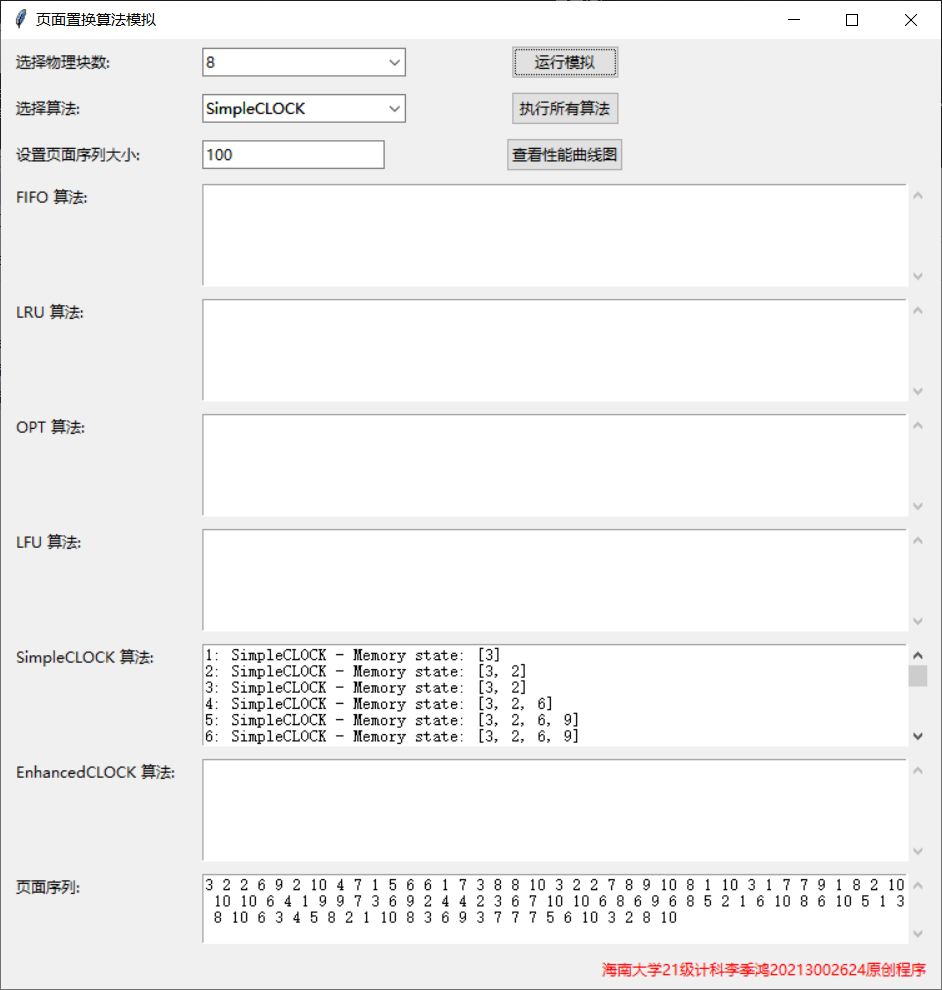 页面置换算法模拟
选择物理块数: 8 运行模拟
选择算法: SimpleCLOCK 执行所有算法
设置页面序列大小: 100 查看性能曲线图
FIFO 算法:
LRU 算法:
OPT 算法:
LFU 算法:
SimpleCLOCK 算法:
1: SimpleCLOCK - Memory state: [3]
2: SimpleCLOCK - Memory state: [3, 2]
3: SimpleCLOCK - Memory state: [3, 2]
4: SimpleCLOCK - Memory state: [3, 2, 6]
5: SimpleCLOCK - Memory state: [3, 2, 6, 9]
6: SimpleCLOCK - Memory state: [3, 2, 6, 9]
EnhancedCLOCK 算法:
页面序列:
3 2 2 6 9 2 10 4 7 1 5 6 6 1 7 3 8 8 10 3 2 2 7 8 9 10 8 1 10 3 1 7 7 9 1 8 2 10
10 10 6 4 1 9 9 7 3 6 9 2 4 4 2 3 6 7 10 10 6 8 6 9 6 8 5 2 1 6 10 8 6 10 5 1 3
8 10 6 3 4 5 8 2 1 10 8 3 6 9 3 7 7 7 5 6 10 3 2 8 10
海南大学21级计科李季鸿20213002624原创程序